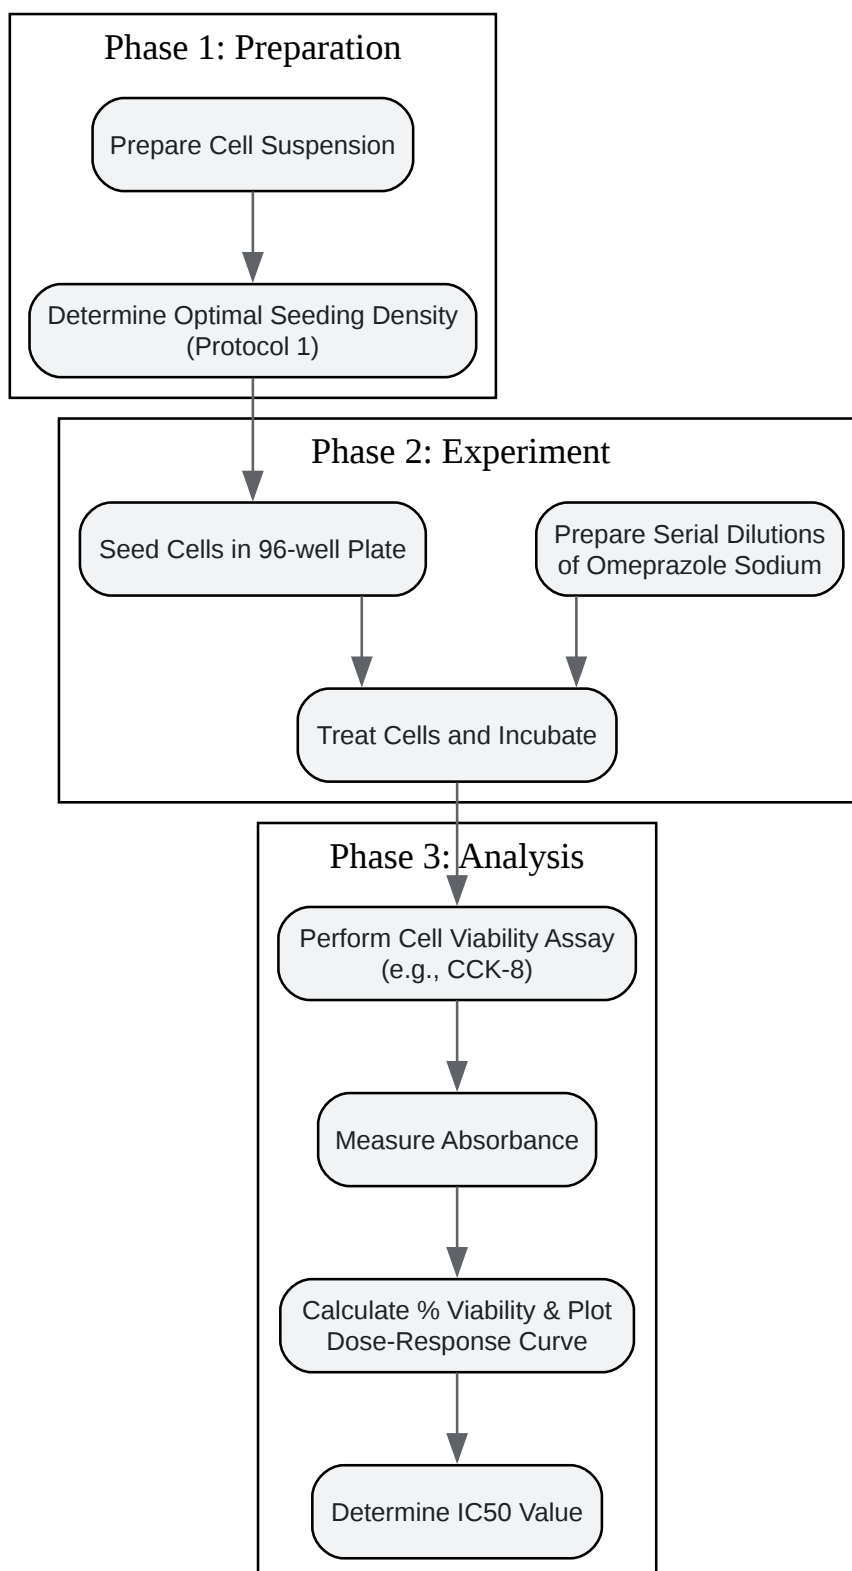 Phase 1: Preparation
Prepare Cell Suspension
Determine Optimal Seeding Density
(Protocol 1)
Phase 2: Experiment
Seed Cells in 96-well Plate
Prepare Serial Dilutions
of Omeprazole Sodium
Treat Cells and Incubate
Phase 3: Analysis
Perform Cell Viability Assay
(e.g., CCK-8)
Measure Absorbance
Calculate % Viability & Plot
Dose-Response Curve
Determine IC50 Value